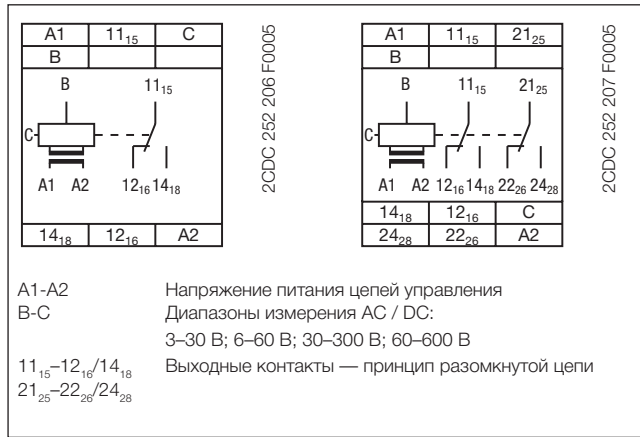 A1 11₁₅ C
B
B 11₁₅
C
A1 A2 12₁₆ 14₁₈
14₁₈ 12₁₆ A2
2CDC 252 206 F0005
A1 11₁₅ 21₂₅
B
B 11₁₅ 21₂₅
C
A1 A2 12₁₆ 14₁₈ 22₂₆ 24₂₈
14₁₈ 12₁₆ C
24₂₈ 22₂₆ A2
2CDC 252 207 F0005
A1-A2 Напряжение питания цепей управления
B-C Диапазоны измерения AC / DC:
3–30 В; 6–60 В; 30–300 В; 60–600 В
11₁₅–12₁₆/14₁₈ Выходные контакты — принцип разомкнутой цепи
21₂₅–22₂₆/24₂₈